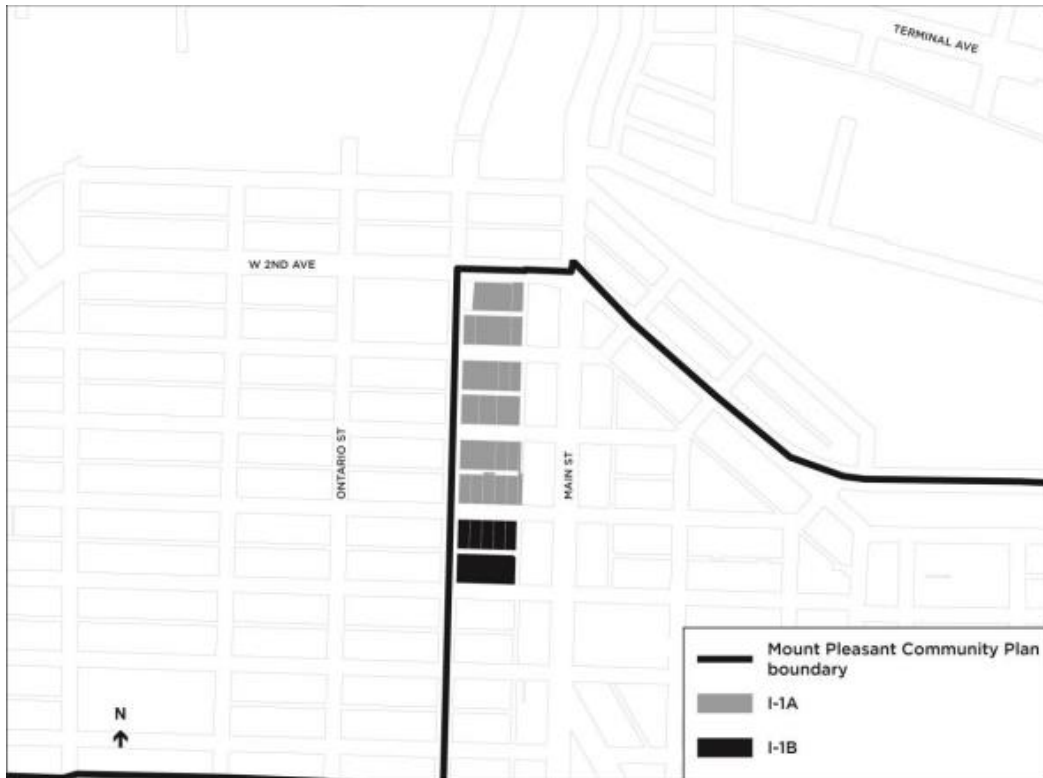 TERMINAL AVE
W 2ND AVE
ONTARIO ST
MAIN ST
Mount Pleasant Community Plan
boundary
I-1A
I-1B
N